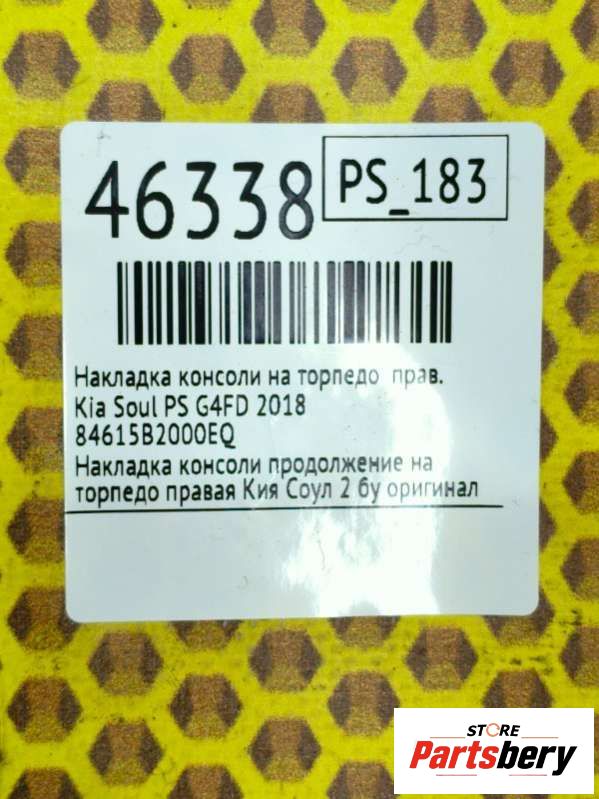 46338
PS_183
Накладка консоли на торпедо прав.
Kia Soul PS G4FD 2018
84615B2000EQ
Накладка консоли продолжение на
торпедо правая Кия Соул 2 бу оригинал
STORE
Partsbery